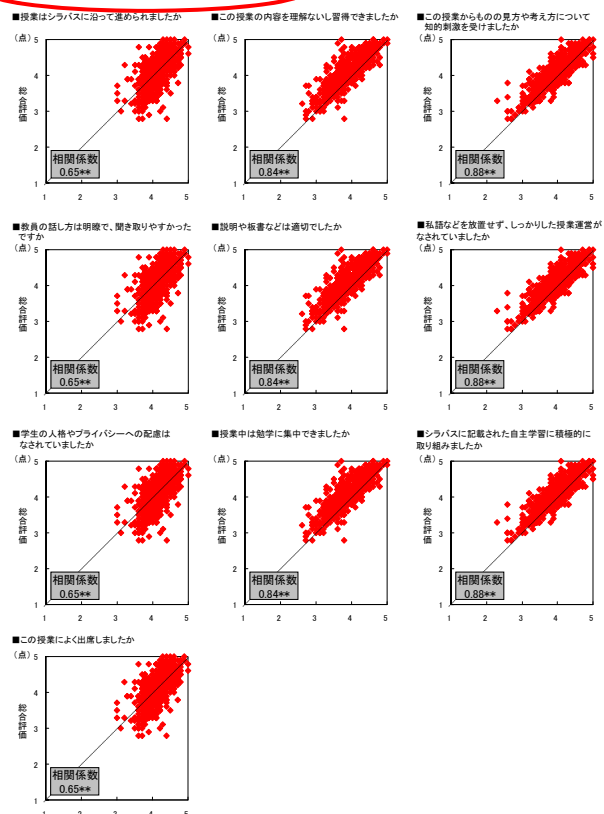 ■授業はシラバスに沿って進められましたか
（点）
5
4
3
2
1
総合評価
相関係数
0.65**
1 2 3 4 5
■この授業の内容を理解ないし習得できましたか
（点）
5
4
3
2
1
総合評価
相関係数
0.84**
1 2 3 4 5
■この授業からものの見方や考え方について
知的刺激を受けましたか
（点）
5
4
3
2
1
総合評価
相関係数
0.88**
1 2 3 4 5
■教員の話し方は明瞭で、聞き取りやすかった
ですか
（点）
5
4
3
2
1
総合評価
相関係数
0.65**
1 2 3 4 5
■説明や板書などは適切でしたか
（点）
5
4
3
2
1
総合評価
相関係数
0.84**
1 2 3 4 5
■私語などを放置せず、しっかりした授業運営が
なされていましたか
（点）
5
4
3
2
1
総合評価
相関係数
0.88**
1 2 3 4 5
■学生の人格やプライバシーへの配慮は
なされていましたか
（点）
5
4
3
2
1
総合評価
相関係数
0.65**
1 2 3 4 5
■授業中は勉学に集中できましたか
（点）
5
4
3
2
1
総合評価
相関係数
0.84**
1 2 3 4 5
■シラバスに記載された自主学習に積極的に
取り組みましたか
（点）
5
4
3
2
1
総合評価
相関係数
0.88**
1 2 3 4 5
■この授業によく出席しましたか
（点）
5
4
3
2
1
総合評価
相関係数
0.65**
1 2 3 4 5